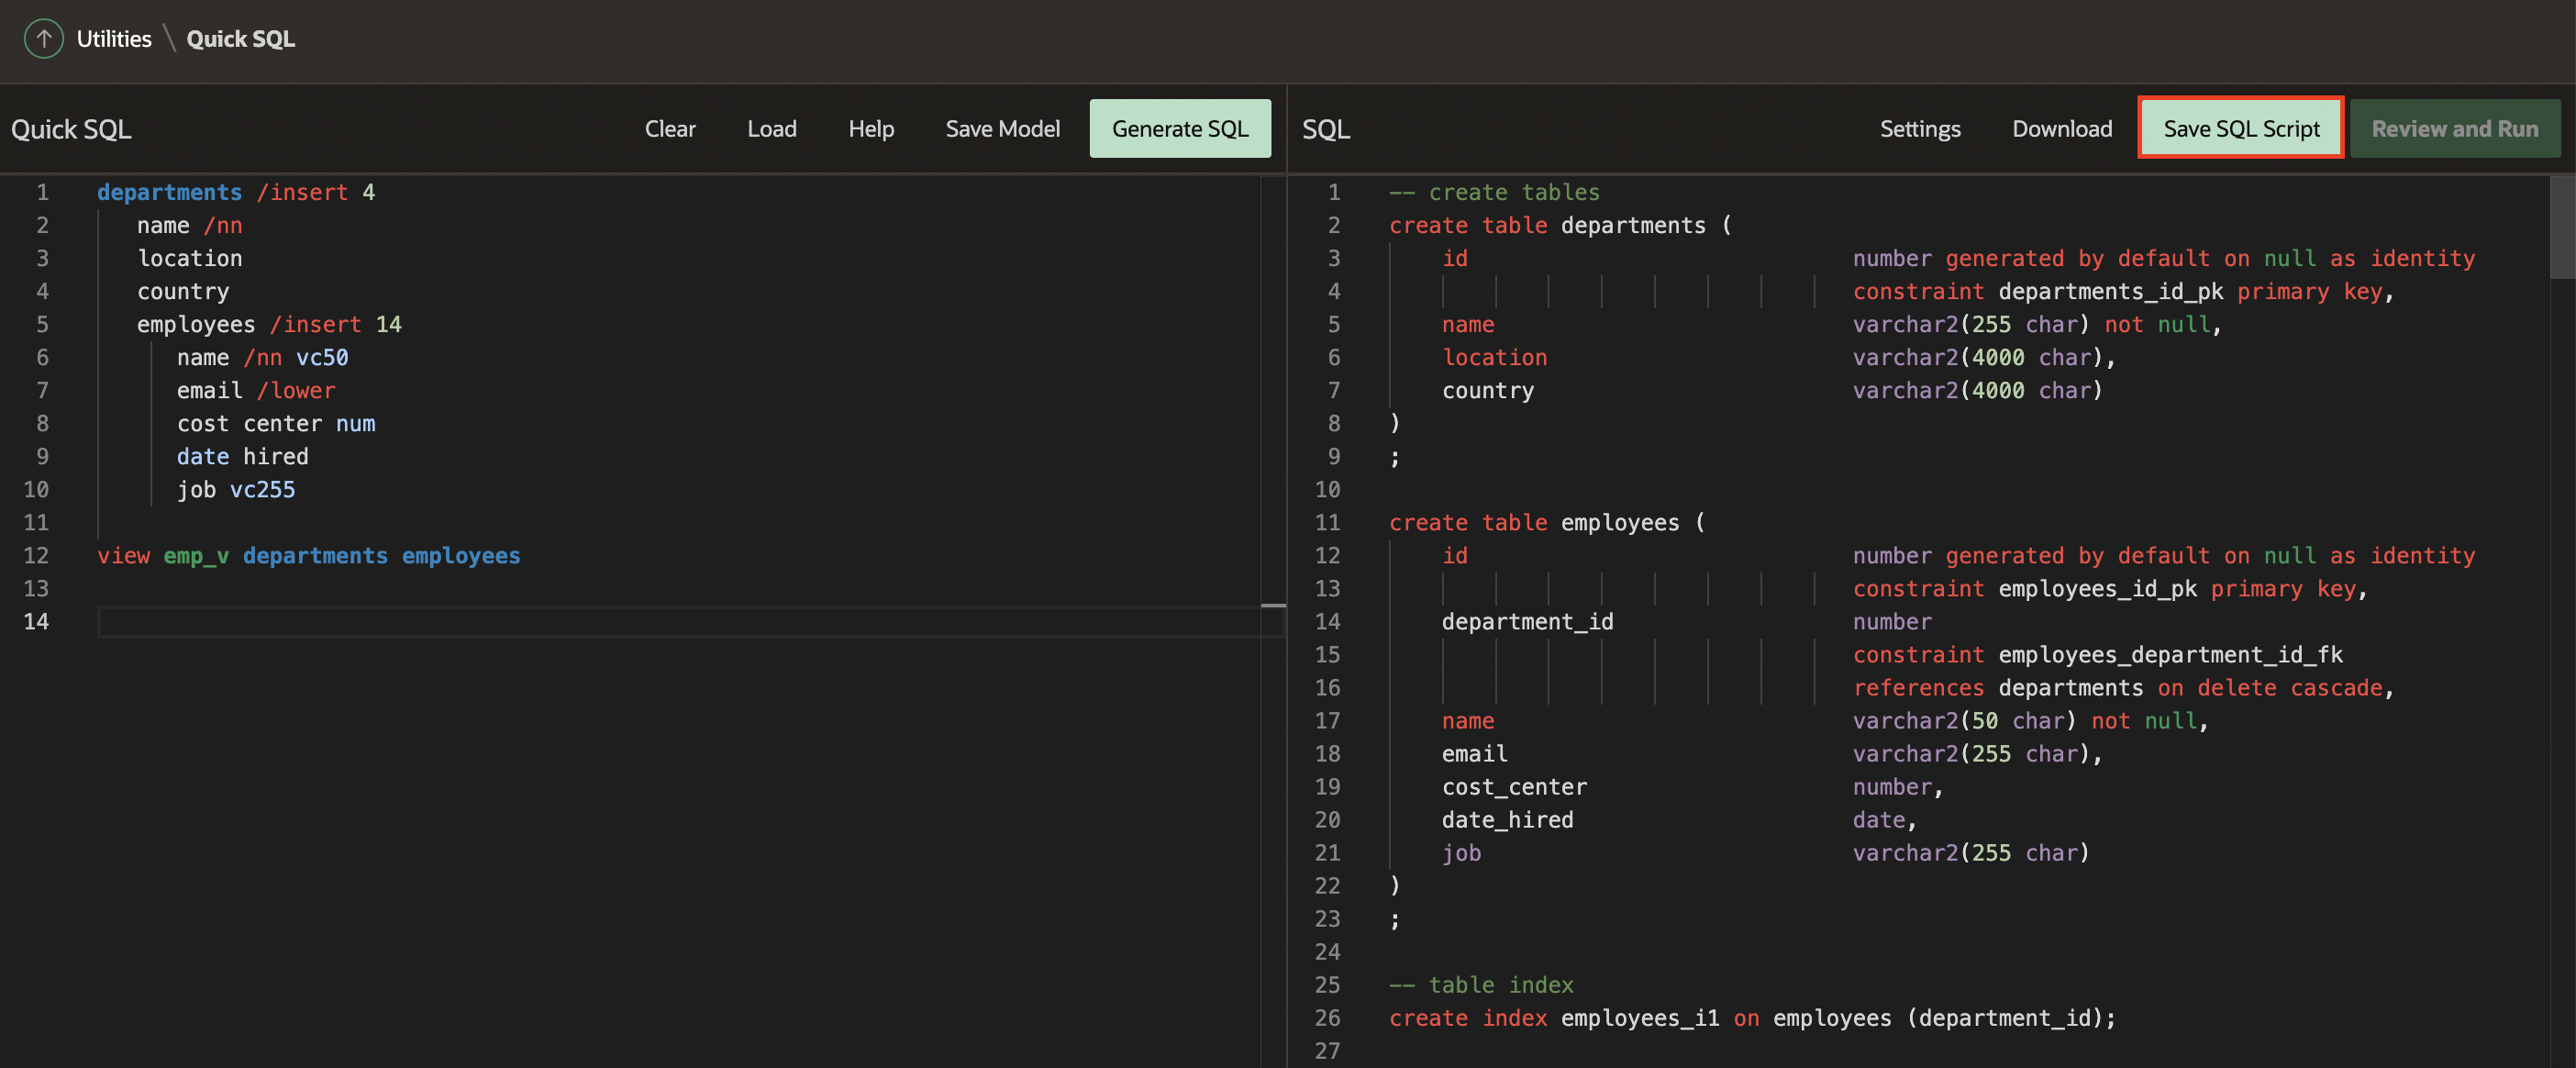 Utilities \ Quick SQL
Quick SQL Clear Load Help Save Model Generate SQL
1 departments /insert 4
2 name /nn
3 location
4 country
5 employees /insert 14
6 name /nn vc50
7 email /lower
8 cost center num
9 date hired
10 job vc255
11
12 view emp_v departments employees
13
14
SQL Settings Download Save SQL Script Review and Run
1 -- create tables
2 create table departments (
3 id number generated by default on null as identity
4 constraint departments_id_pk primary key,
5 name varchar2(255 char) not null,
6 location varchar2(4000 char),
7 country varchar2(4000 char)
8 )
9 ;
10
11 create table employees (
12 id number generated by default on null as identity
13 constraint employees_id_pk primary key,
14 department_id number
15 constraint employees_department_id_fk
16 references departments on delete cascade,
17 name varchar2(50 char) not null,
18 email varchar2(255 char),
19 cost_center number,
20 date_hired date,
21 job varchar2(255 char)
22 )
23 ;
24
25 -- table index
26 create index employees_i1 on employees (department_id);
27